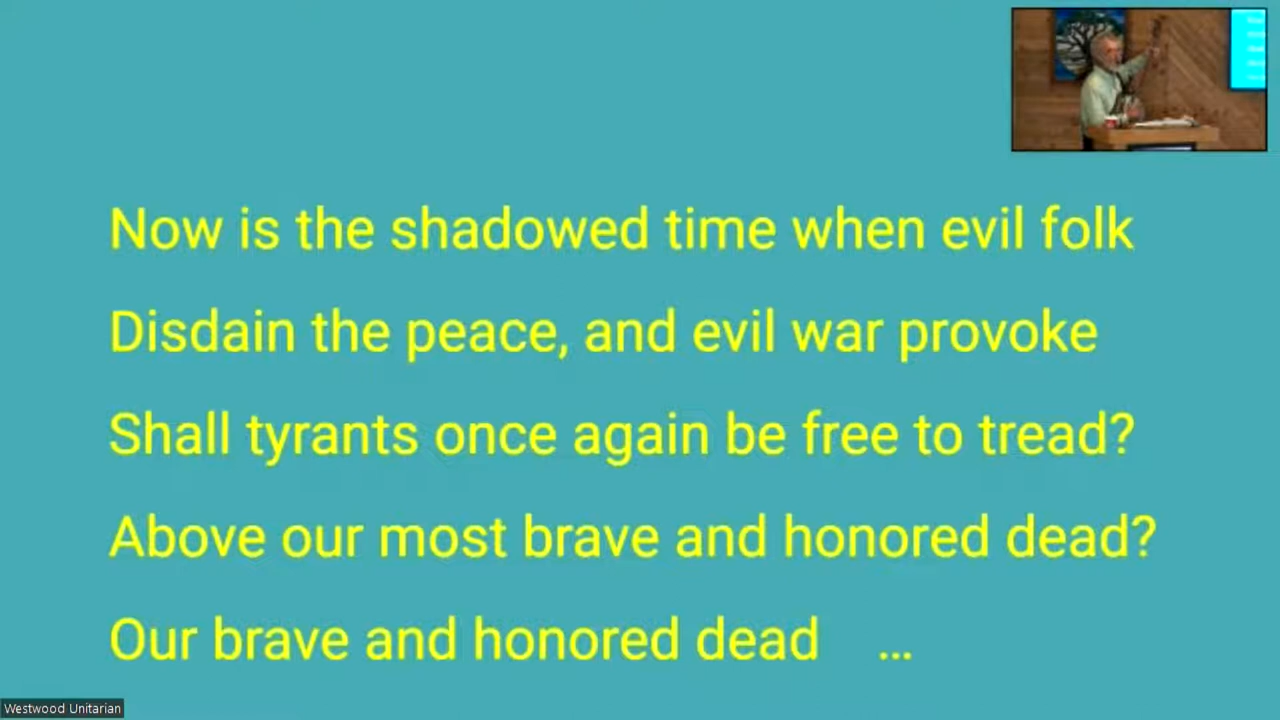 Now is the shadowed time when evil folk
Disdain the peace, and evil war provoke
Shall tyrants once again be free to tread?
Above our most brave and honored dead?
Our brave and honored dead ...
Westwood Unitarian